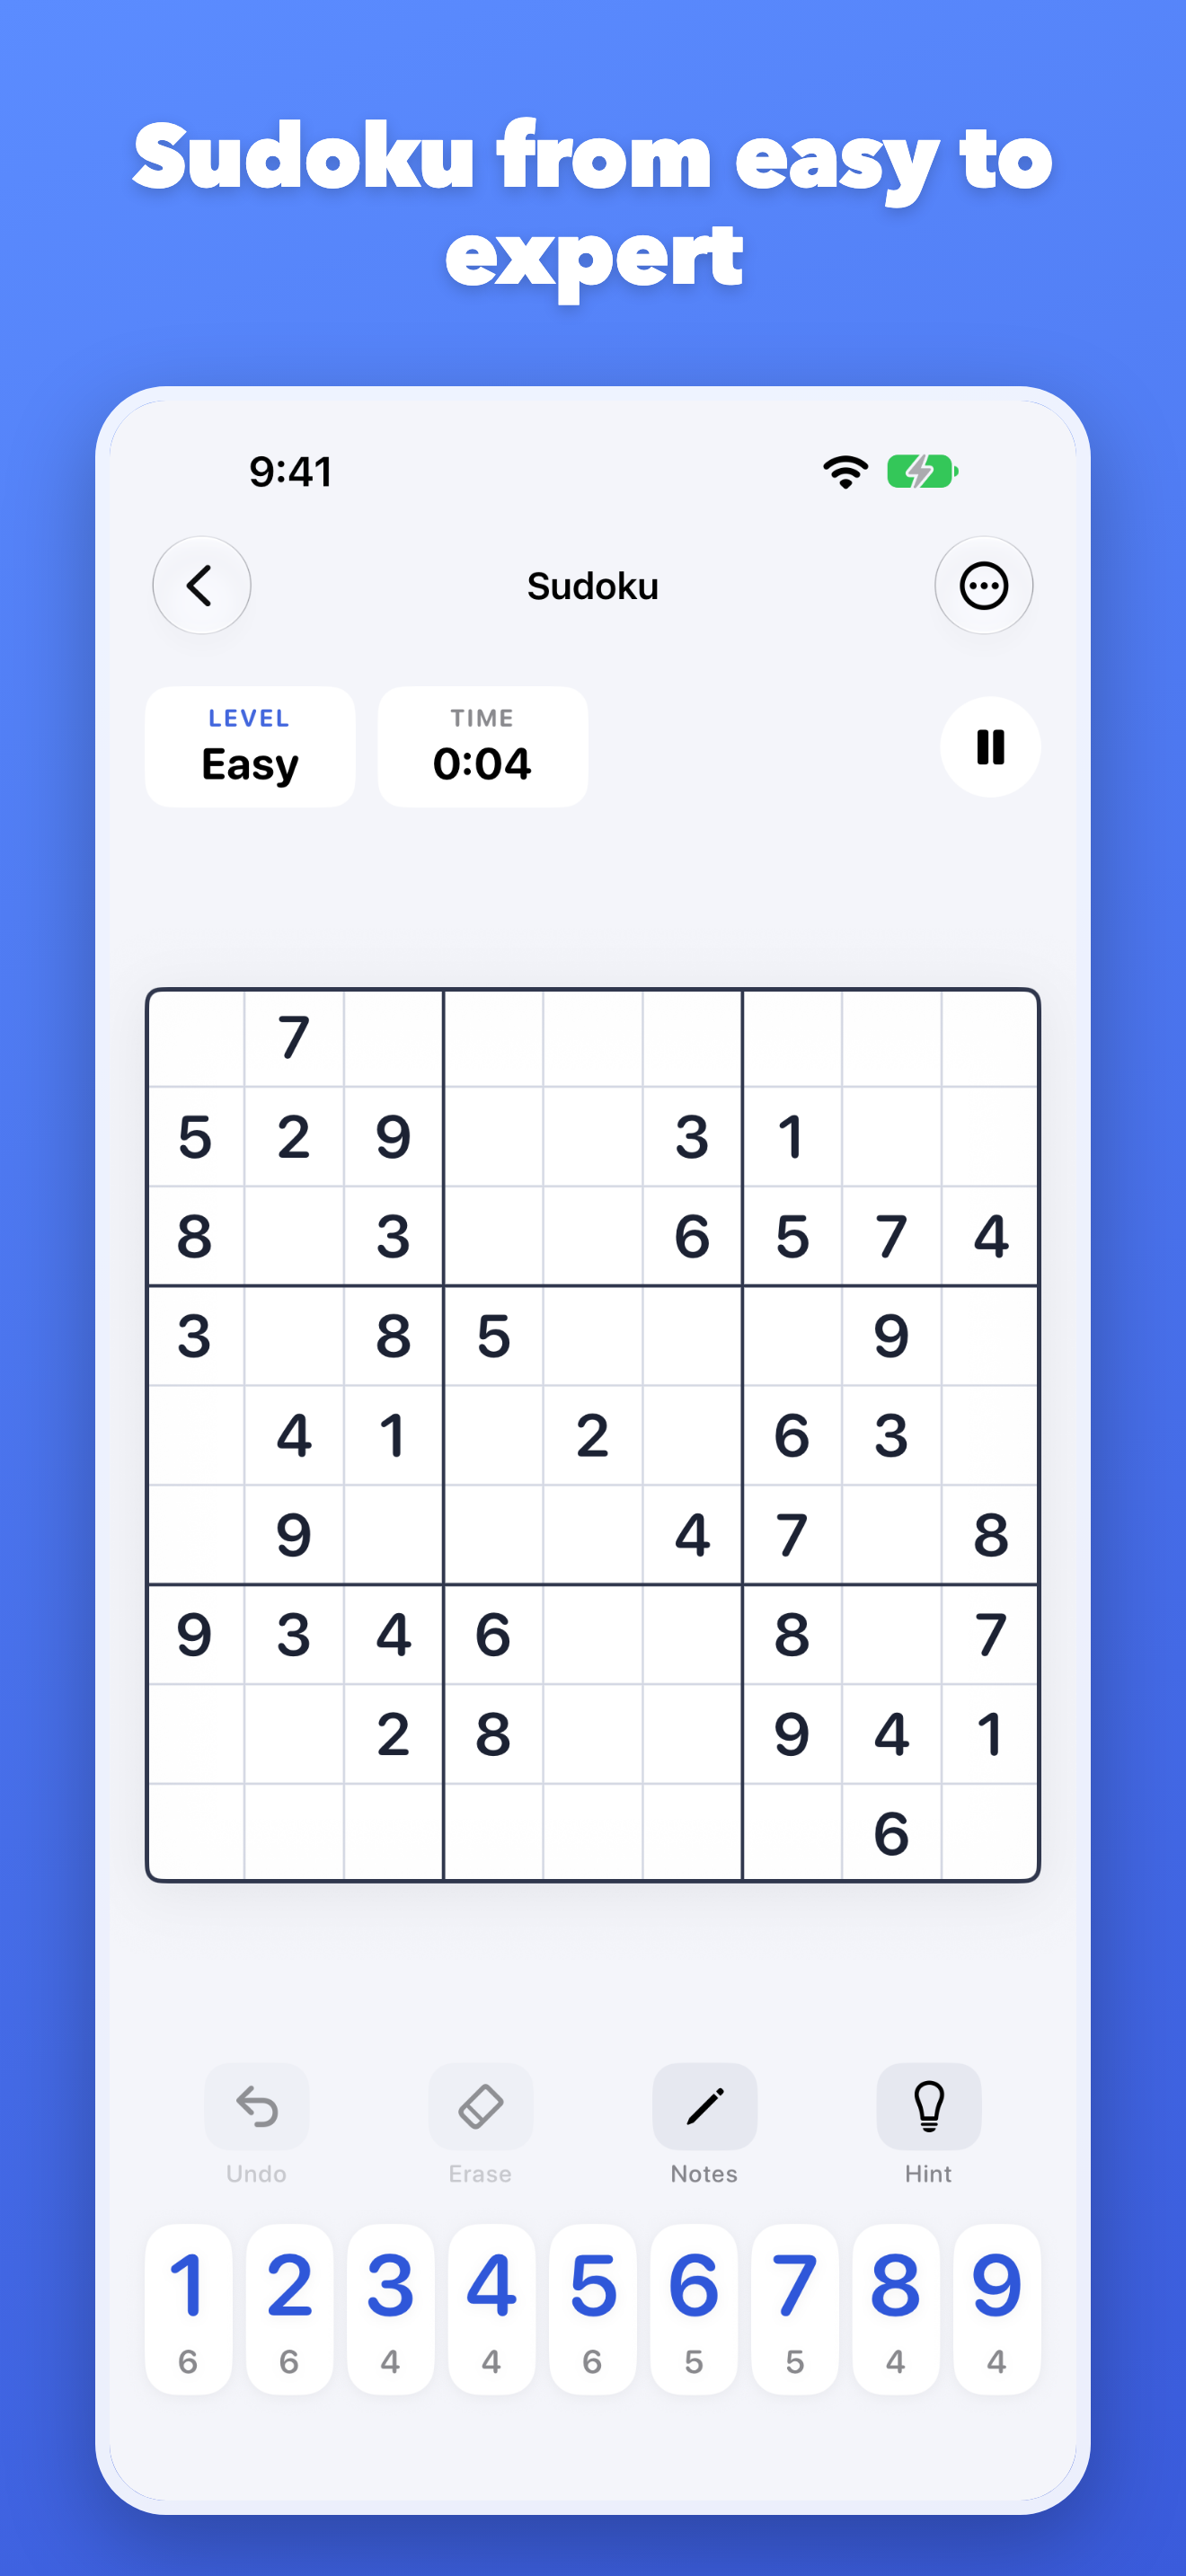 Sudoku from easy to
expert
9:41
Sudoku
LEVEL
Easy
TIME
0:04
7
5 2 9 3 1
8 3 6 5 7 4
3 8 5 9
4 1 2 6 3
9 4 7 8
9 3 4 6 8 7
2 8 9 4 1
6
Undo Erase Notes Hint
1 2 3 4 5 6 7 8 9
6 6 4 4 6 5 5 4 4